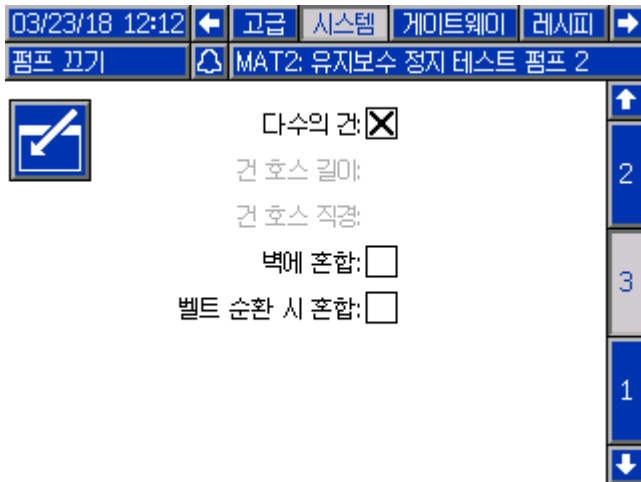 03/23/18 12:12 고급 시스템 게이트웨이 레시피
펌프 끄기 MAT2: 유지보수 정지 테스트 펌프 2
다수의 건:
건 호스 길이:
2
건 호스 직경:
벽에 혼합:
3
벨트 순환 시 혼합:
1